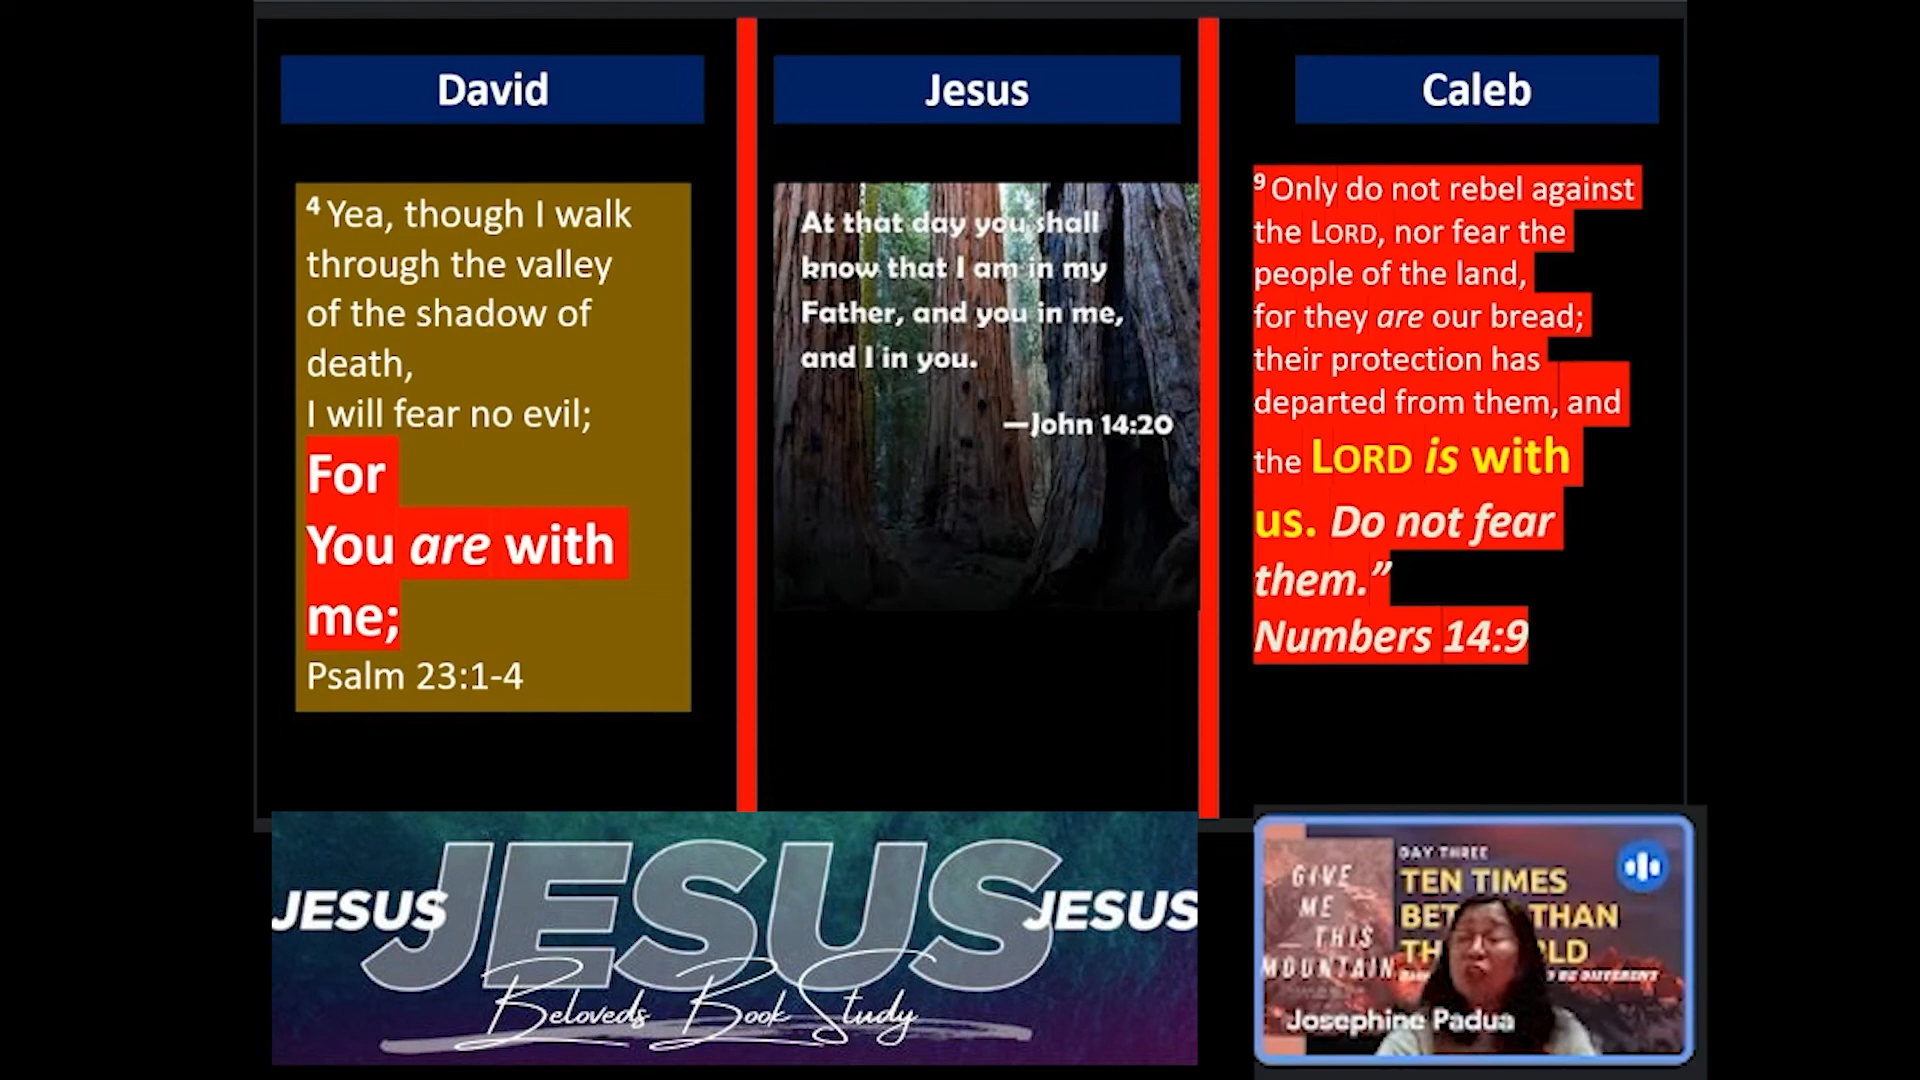 David
4 Yea, though I walk
through the valley
of the shadow of
death,
I will fear no evil;
For
You are with
me;
Psalm 23:1-4
Jesus
At that day you shall
know that I am in my
Father, and you in me,
and I in you.
—John 14:20
Caleb
9 Only do not rebel against
the LORD, nor fear the
people of the land,
for they are our bread;
their protection has
departed from them, and
the LORD is with
us. Do not fear
them.”
Numbers 14:9
JESUS JESUS JESUS
Beloveds Book Study
GIVE
ME
THIS
MOUNTAIN
DAY THREE
TEN TIMES
THAN
BE DIFFERENT
Josephine Padua